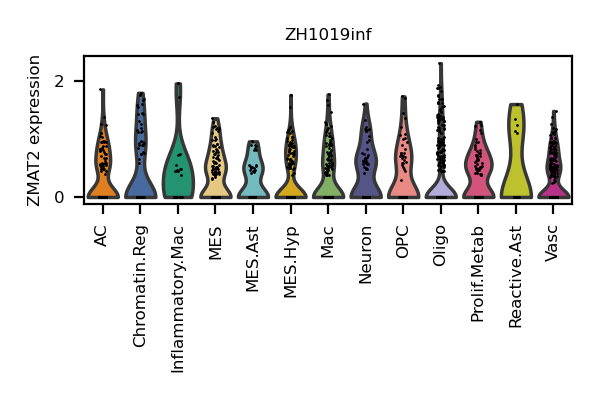 ZH1019inf
ZMAT2 expression
2
0
AC
Chromatin.Reg
Inflammatory.Mac
MES
MES.Ast
MES.Hyp
Mac
Neuron
OPC
Oligo
Prolif.Metab
Reactive.Ast
Vasc